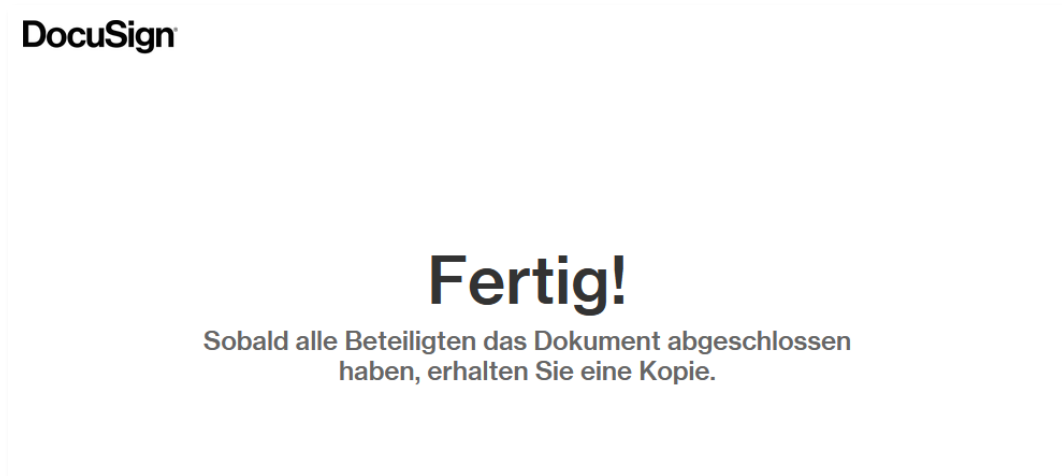 DocuSign
Fertig!
Sobald alle Beteiligten das Dokument abgeschlossen
haben, erhalten Sie eine Kopie.